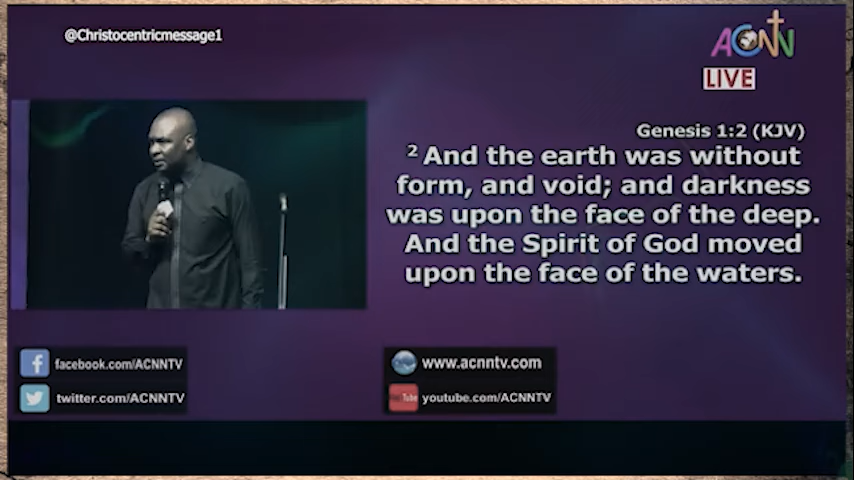 @Christocentricmessage1
ACNN
LIVE
Genesis 1:2 (KJV)
2 And the earth was without
form, and void; and darkness
was upon the face of the deep.
And the Spirit of God moved
upon the face of the waters.
facebook.com/ACNNTV
www.acnntv.com
twitter.com/ACNNTV
YouTube
youtube.com/ACNNTV